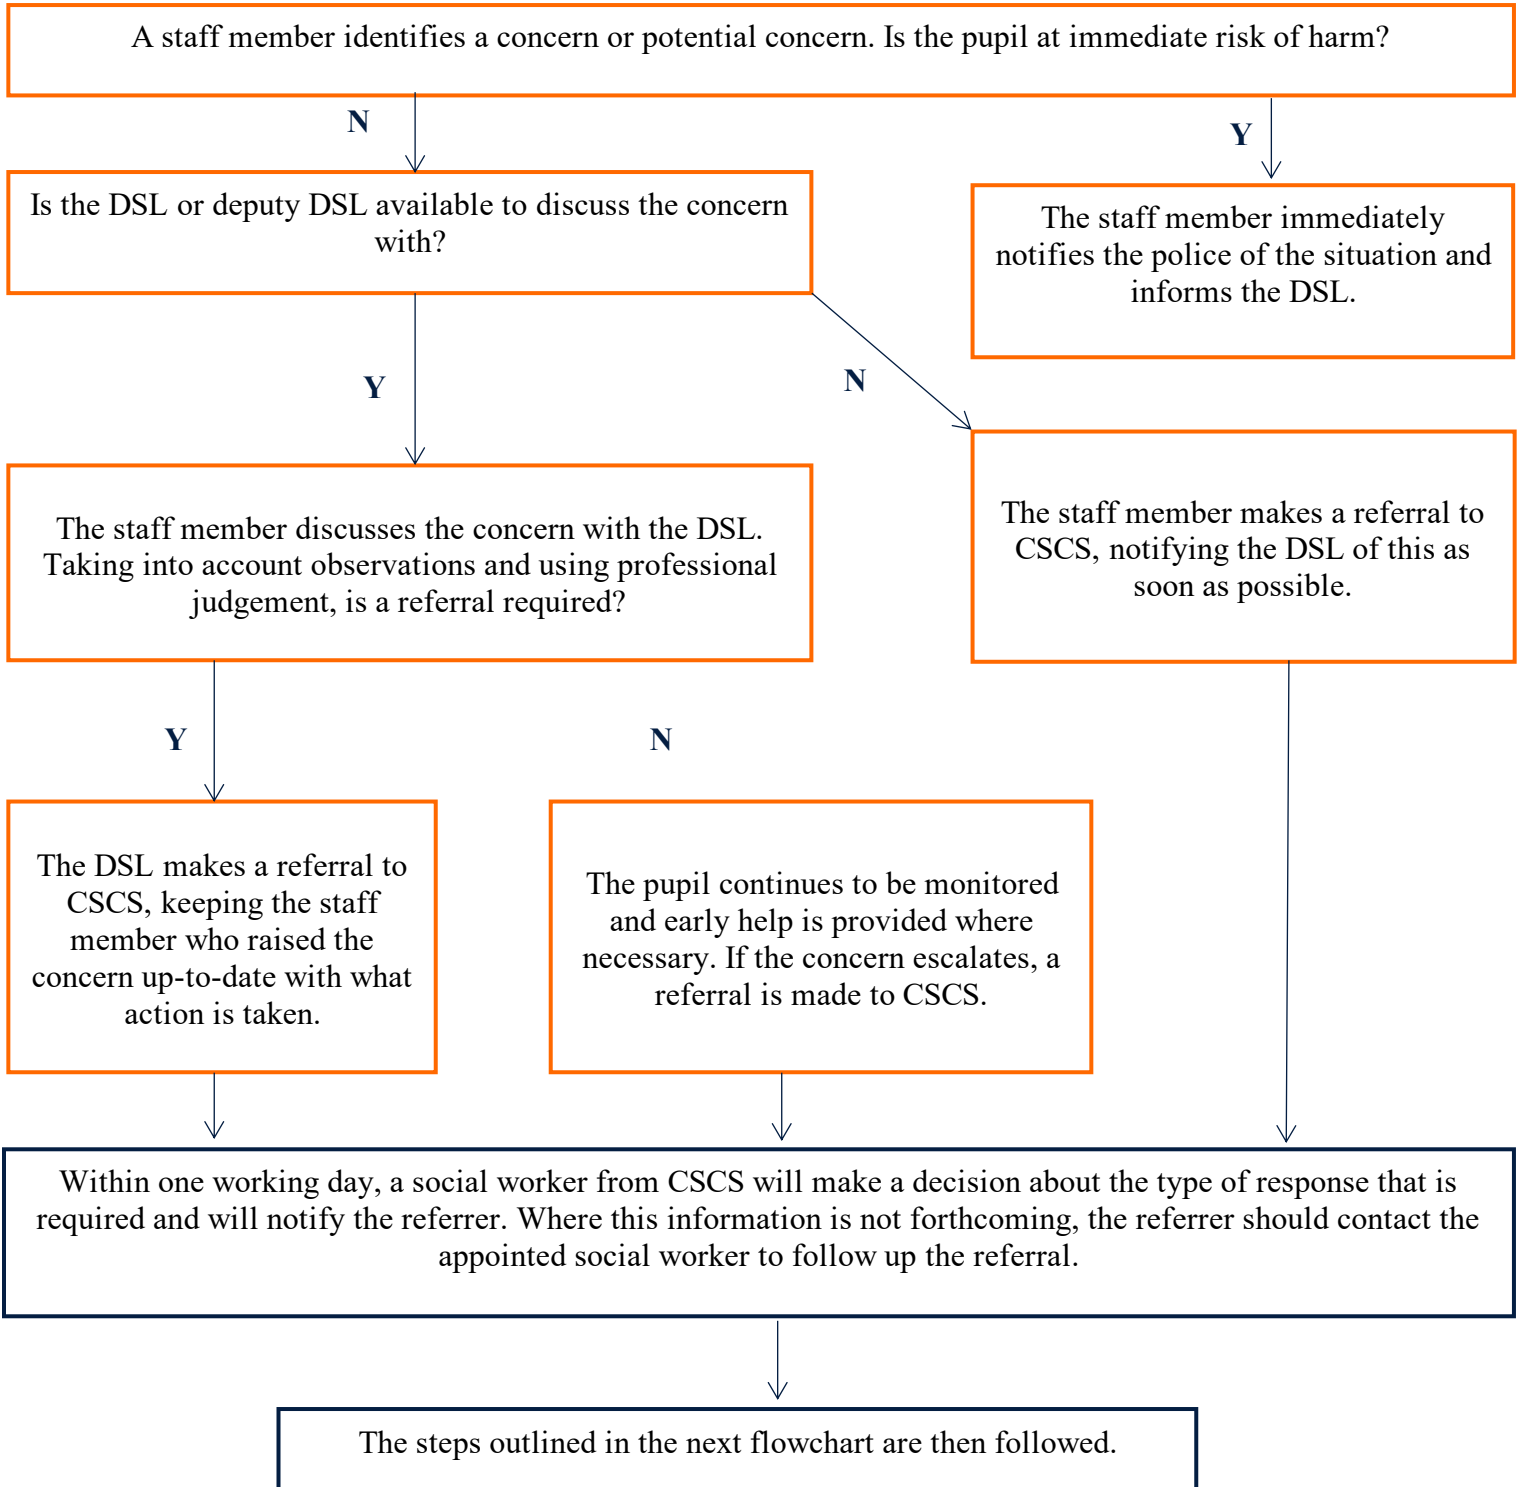 A staff member identifies a concern or potential concern. Is the pupil at immediate risk of harm?
N
Y
Is the DSL or deputy DSL available to discuss the concern
with?
The staff member immediately
notifies the police of the situation and
informs the DSL.
Y
N
The staff member discusses the concern with the DSL.
Taking into account observations and using professional
judgement, is a referral required?
The staff member makes a referral to
CSCS, notifying the DSL of this as
soon as possible.
Y
N
The DSL makes a referral to
CSCS, keeping the staff
member who raised the
concern up-to-date with what
action is taken.
The pupil continues to be monitored
and early help is provided where
necessary. If the concern escalates, a
referral is made to CSCS.
Within one working day, a social worker from CSCS will make a decision about the type of response that is
required and will notify the referrer. Where this information is not forthcoming, the referrer should contact the
appointed social worker to follow up the referral.
The steps outlined in the next flowchart are then followed.